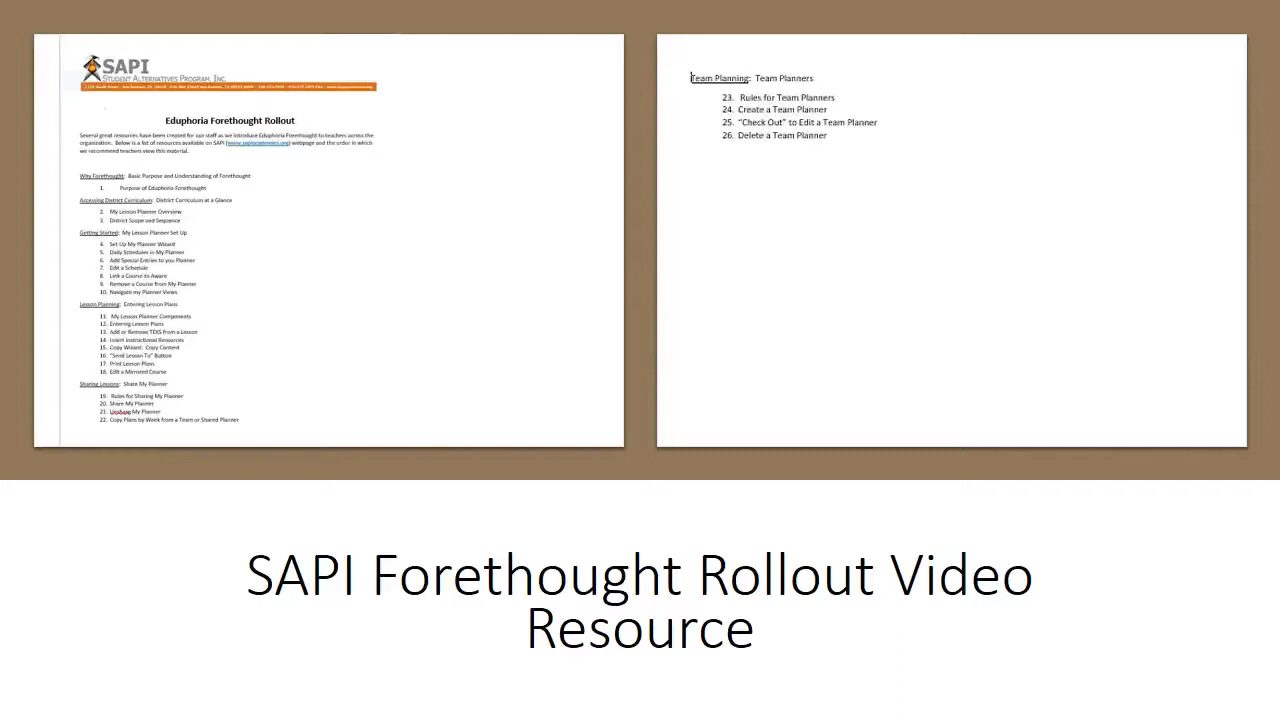 SAPI
STUDENT ALTERNATIVES PROGRAM, INC.
Eduphoria Forethought Rollout
Several great resources have been created for our staff as we introduce Eduphoria Forethought to teachers across the
organization. Below is a list of resources available on SAPI (www.sapiacademics.org) webpage and the order in which
we recommend teachers view this material.
Why Forethought: Basic Purpose and Understanding of Forethought
1. Purpose of Eduphoria Forethought
Accessing District Curriculum: District Curriculum at a Glance
2. My Lesson Planner Overview
3. District Scope and Sequence
Getting Started: My Lesson Planner Set Up
4. Set Up My Planner Wizard
5. Daily Schedules in My Planner
6. Add Special Entries to you Planner
7. Edit a Schedule
8. Link a Course to Aware
9. Remove a Course from My Planner
10. Navigate my Planner Views
Lesson Planning: Entering Lesson Plans
11. My Lesson Planner Components
12. Entering Lesson Plans
13. Add or Remove TEKS from a Lesson
14. Insert Instructional Resources
15. Copy Wizard: Copy Content
16. "Send Lesson To" Button
17. Print Lesson Plans
18. Edit a Mirrored Course
Sharing Lessons: Share My Planner
19. Rules for Sharing My Planner
20. Share My Planner
21. Unshare My Planner
22. Copy Plans by Week from a Team or Shared Planner
Team Planning: Team Planners
23. Rules for Team Planners
24. Create a Team Planner
25. "Check Out" to Edit a Team Planner
26. Delete a Team Planner
SAPI Forethought Rollout Video
Resource